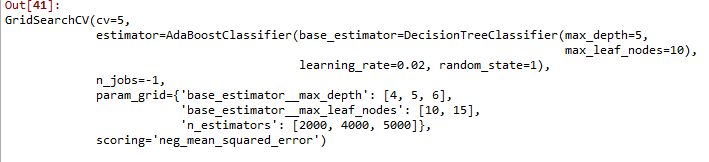 Out[41]:
GridSearchCV(cv=5,
estimator=AdaBoostClassifier(base_estimator=DecisionTreeClassifier(max_depth=5,
max_leaf_nodes=10),
learning_rate=0.02, random_state=1),
n_jobs=-1,
param_grid={'base_estimator__max_depth': [4, 5, 6],
'base_estimator__max_leaf_nodes': [10, 15],
'n_estimators': [2000, 4000, 5000]},
scoring='neg_mean_squared_error')